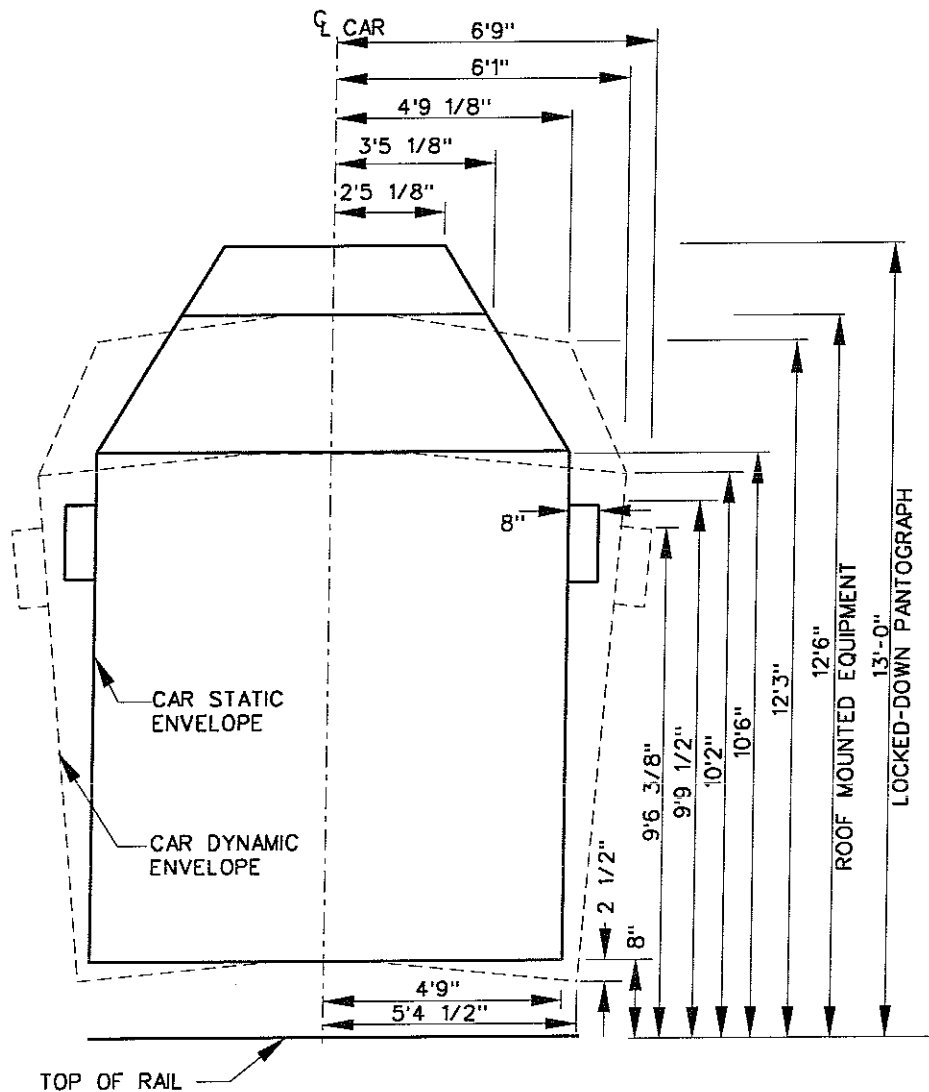 ℄ CAR
6'9"
6'1"
4'9 1/8"
3'5 1/8"
2'5 1/8"
8"
CAR STATIC
ENVELOPE
CAR DYNAMIC
ENVELOPE
9'6 3/8"
9'9 1/2"
10'2"
10'6"
12'3"
12'6"
ROOF MOUNTED EQUIPMENT
13'-0"
LOCKED-DOWN PANTOGRAPH
2 1/2"
8"
4'9"
5'4 1/2"
TOP OF RAIL